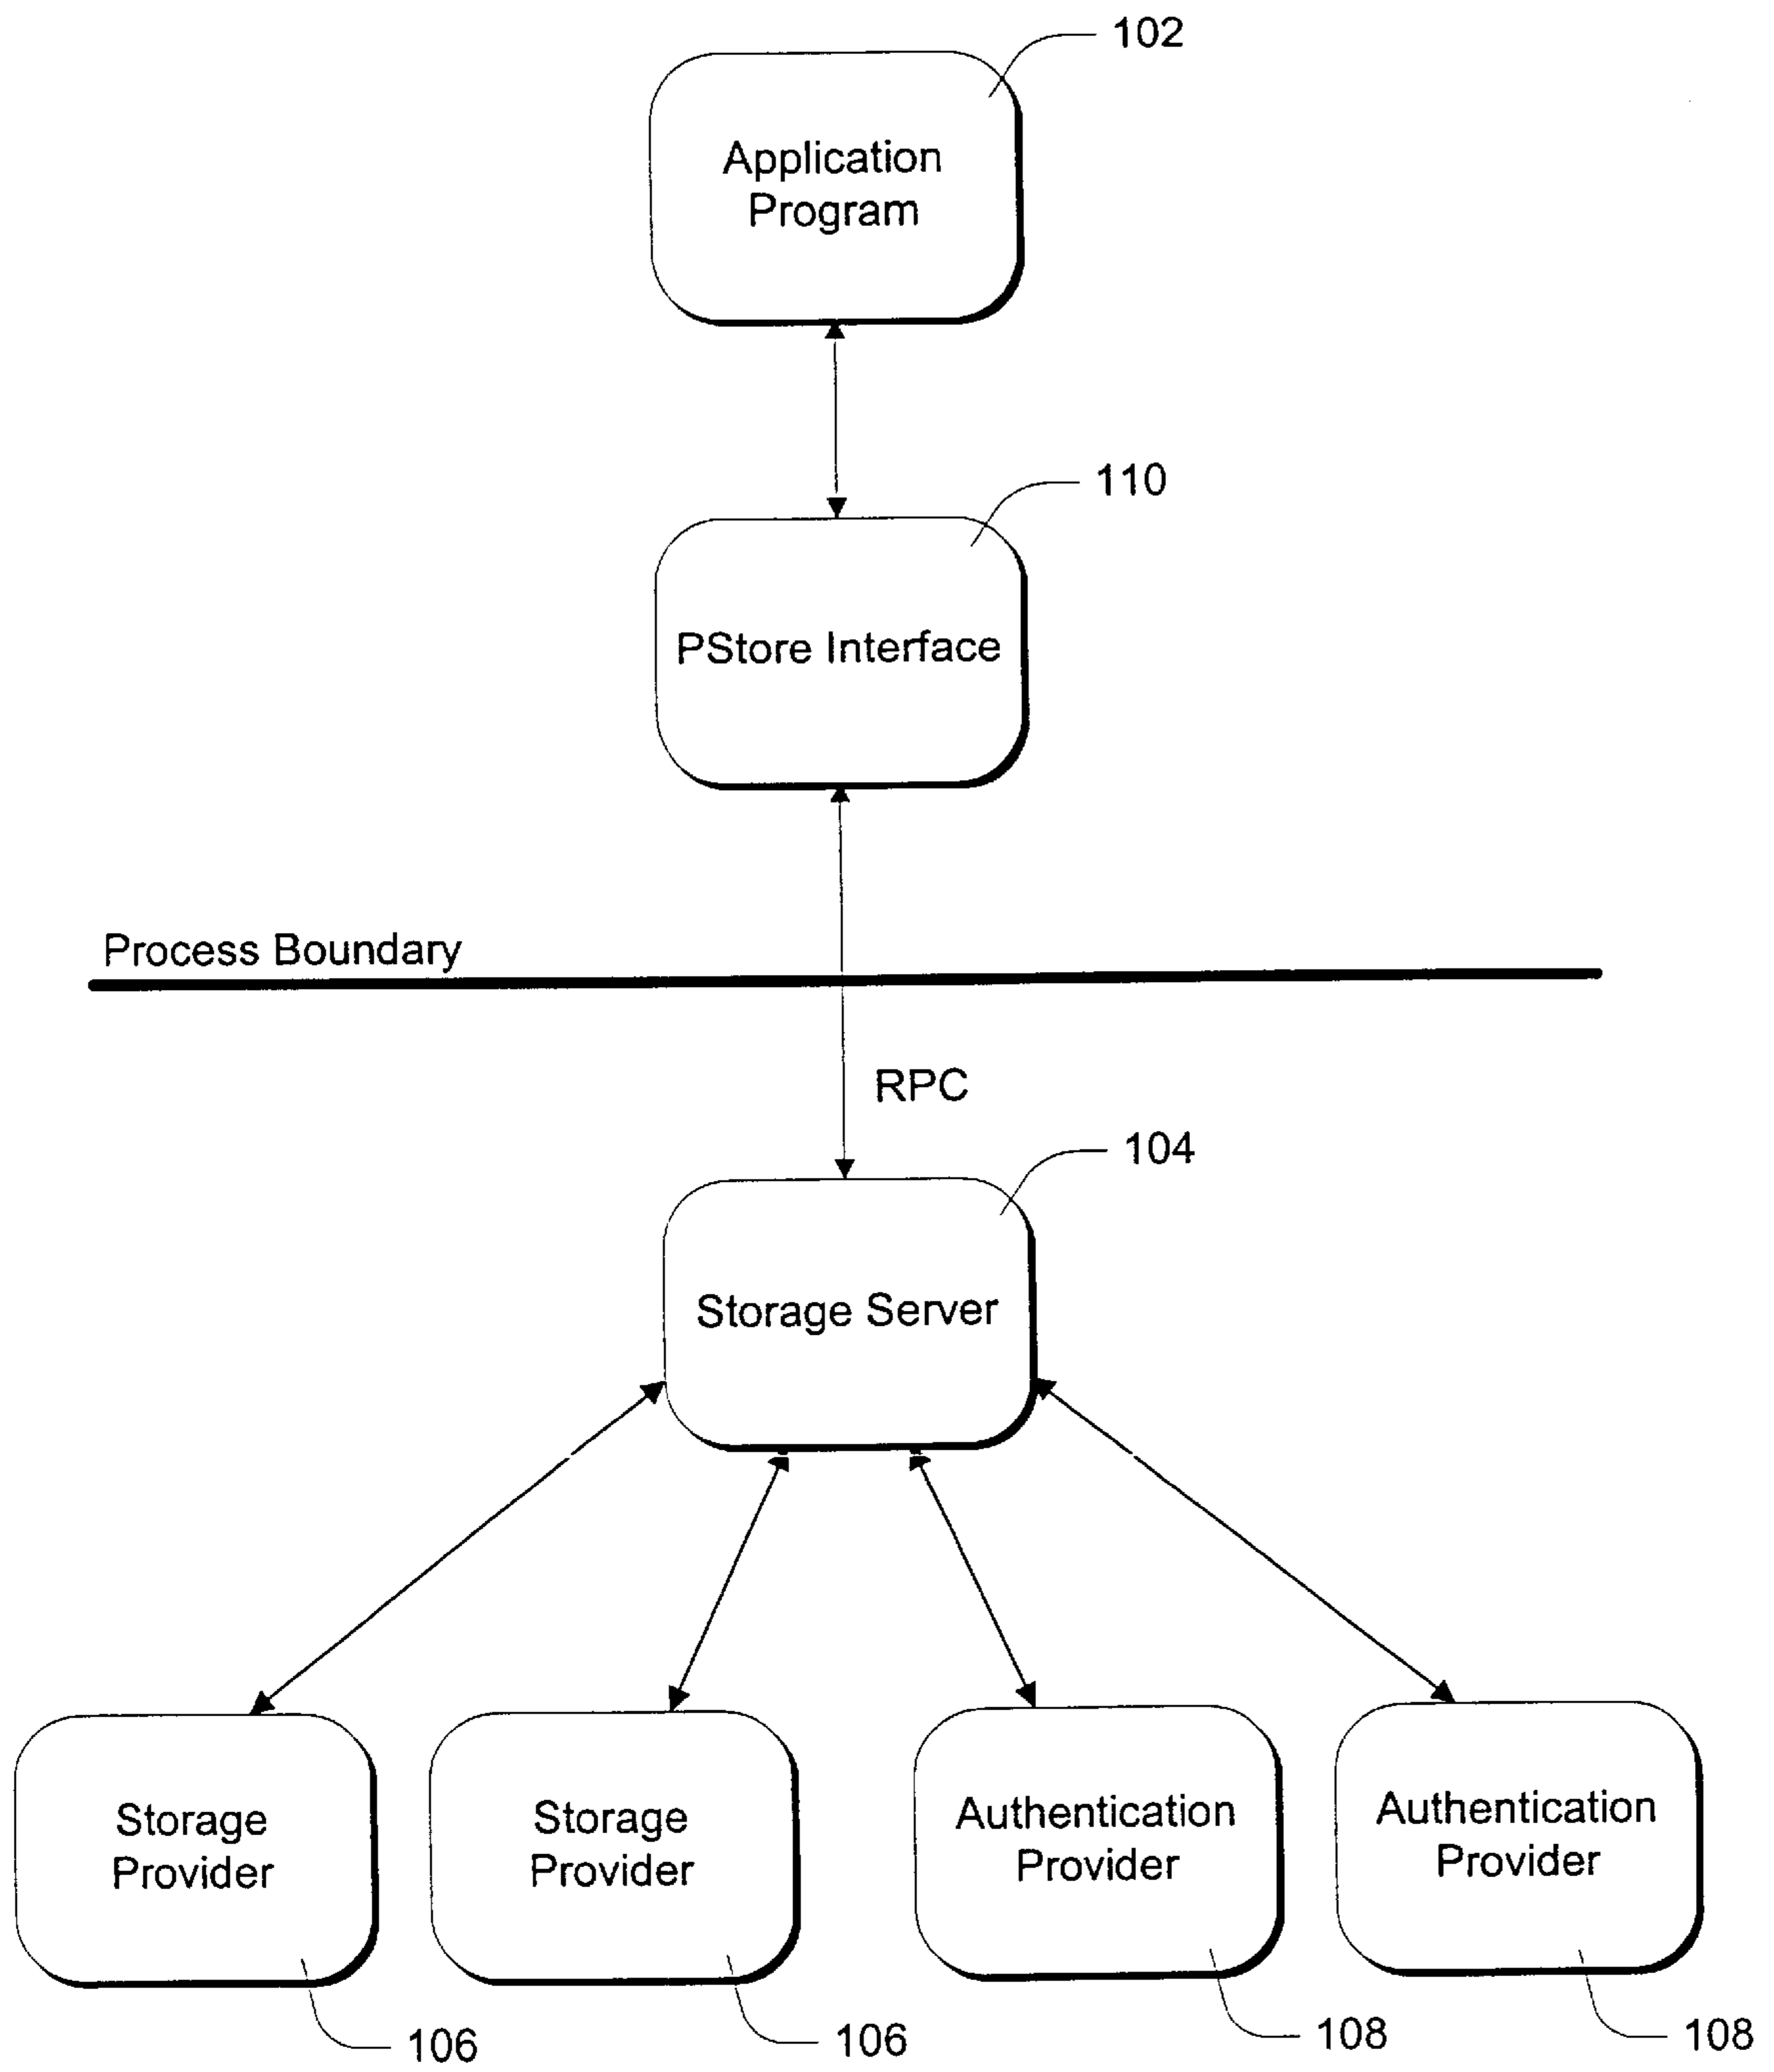 102
Application
Program
110
PStore Interface
Process Boundary
RPC
104
Storage Server
Storage
Provider
Storage
Provider
Authentication
Provider
Authentication
Provider
106
106
108
108